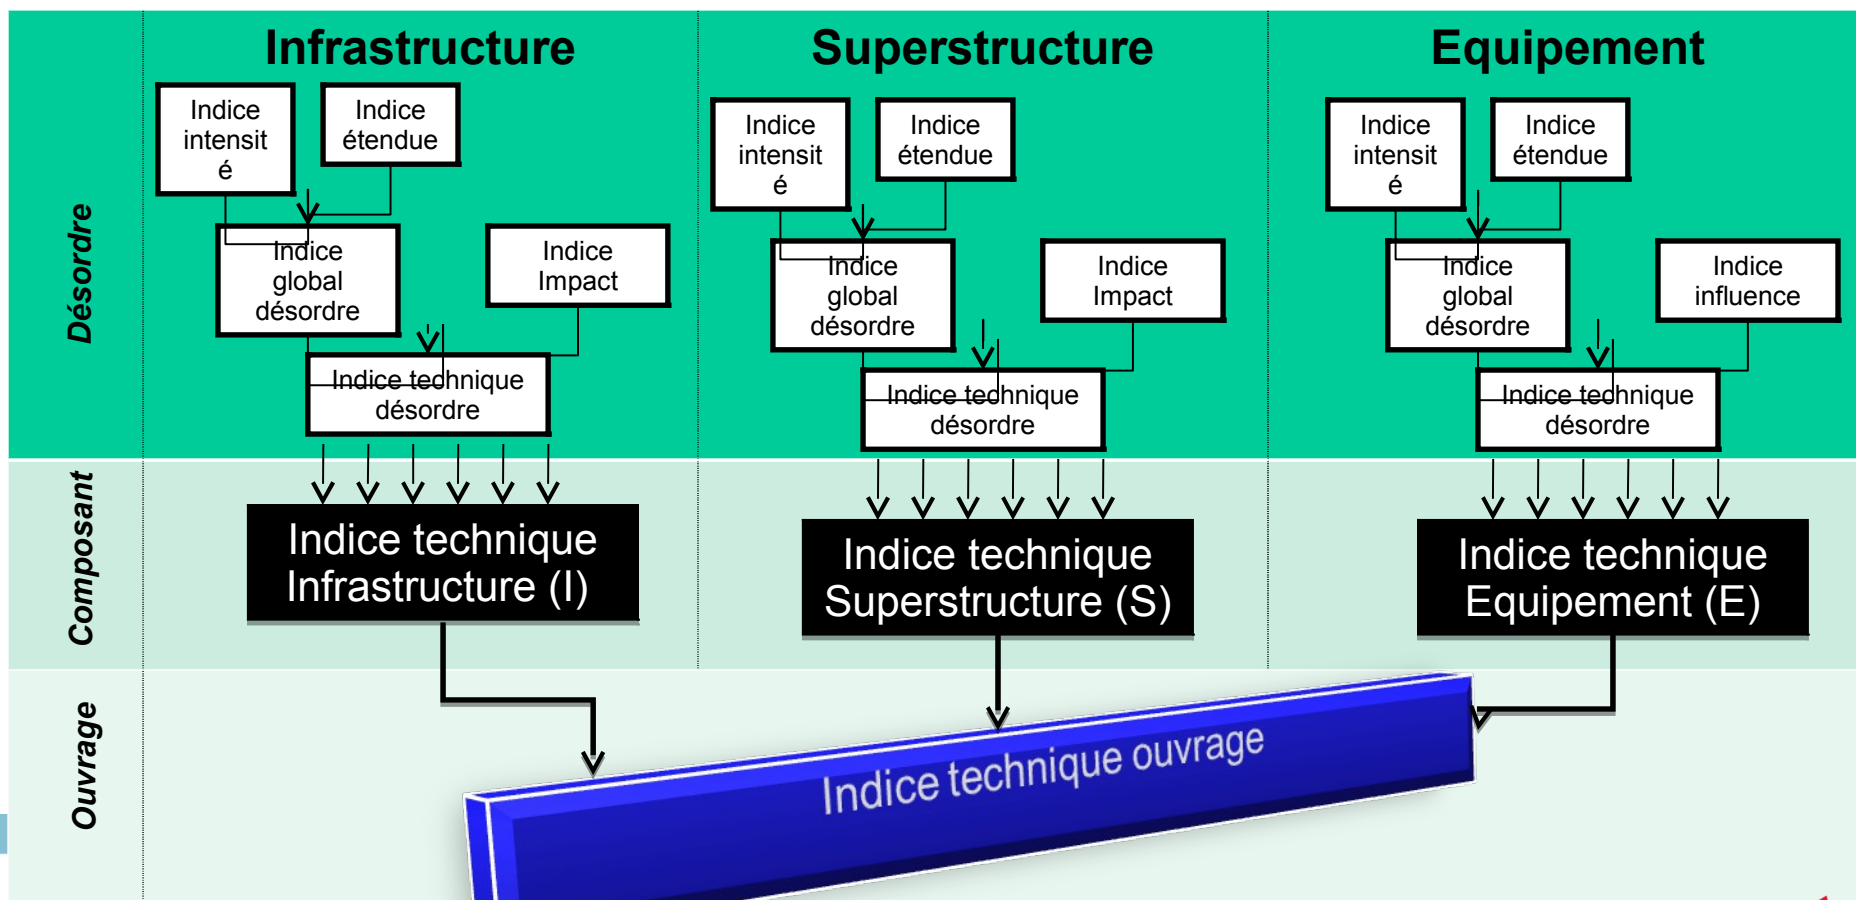 Infrastructure
Superstructure
Equipement
Désordre
Indice
intensit
é
Indice
étendue
Indice
global
désordre
Indice
Impact
Indice technique
désordre
Indice
intensit
é
Indice
étendue
Indice
global
désordre
Indice
Impact
Indice technique
désordre
Indice
intensit
é
Indice
étendue
Indice
global
désordre
Indice
influence
Indice technique
désordre
Composant
Indice technique
Infrastructure (I)
Indice technique
Superstructure (S)
Indice technique
Equipement (E)
Ouvrage
Indice technique ouvrage